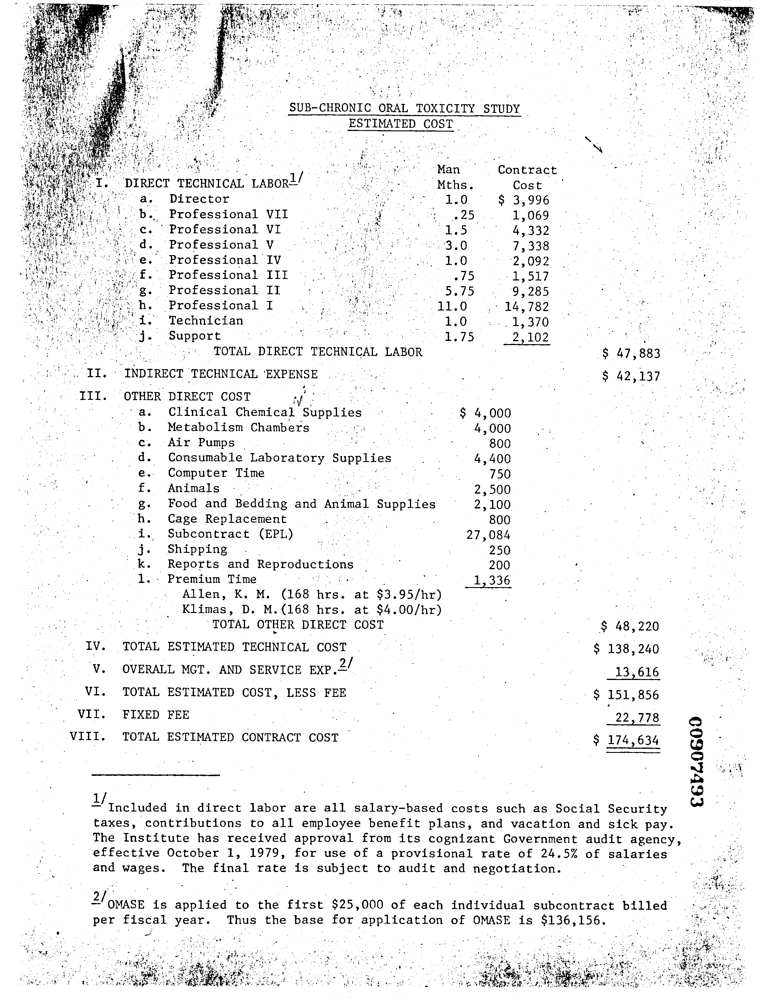 SUB-CHRONIC ORAL TOXICITY STUDY
ESTIMATED COST
Man Contract
I. DIRECT TECHNICAL LABOR 1/ Mths. Cost
a. Director 1.0 $ 3,996
b. Professional VII .25 1,069
c. Professional VI 1.5 4,332
d. Professional V 3.0 7,338
e. Professional IV 1.0 2,092
f. Professional III .75 1,517
g. Professional II 5.75 9,285
h. Professional I 11.0 14,782
i. Technician 1.0 1,370
j. Support 1.75 2,102
TOTAL DIRECT TECHNICAL LABOR $ 47,883
II. INDIRECT TECHNICAL EXPENSE $ 42,137
III. OTHER DIRECT COST
a. Clinical Chemical Supplies $ 4,000
b. Metabolism Chambers 4,000
c. Air Pumps 800
d. Consumable Laboratory Supplies 4,400
e. Computer Time 750
f. Animals 2,500
g. Food and Bedding and Animal Supplies 2,100
h. Cage Replacement 800
i. Subcontract (EPL) 27,084
j. Shipping 250
k. Reports and Reproductions 200
l. Premium Time 1,336
Allen, K. M. (168 hrs. at $3.95/hr)
Klimas, D. M. (168 hrs. at $4.00/hr)
TOTAL OTHER DIRECT COST $ 48,220
IV. TOTAL ESTIMATED TECHNICAL COST $ 138,240
V. OVERALL MGT. AND SERVICE EXP. 2/ 13,616
VI. TOTAL ESTIMATED COST, LESS FEE $ 151,856
VII. FIXED FEE 22,778
VIII. TOTAL ESTIMATED CONTRACT COST $ 174,634
C0907493
1/ Included in direct labor are all salary-based costs such as Social Security
taxes, contributions to all employee benefit plans, and vacation and sick pay.
The Institute has received approval from its cognizant Government audit agency,
effective October 1, 1979, for use of a provisional rate of 24.5% of salaries
and wages. The final rate is subject to audit and negotiation.
2/ OMASE is applied to the first $25,000 of each individual subcontract billed
per fiscal year. Thus the base for application of OMASE is $136,156.